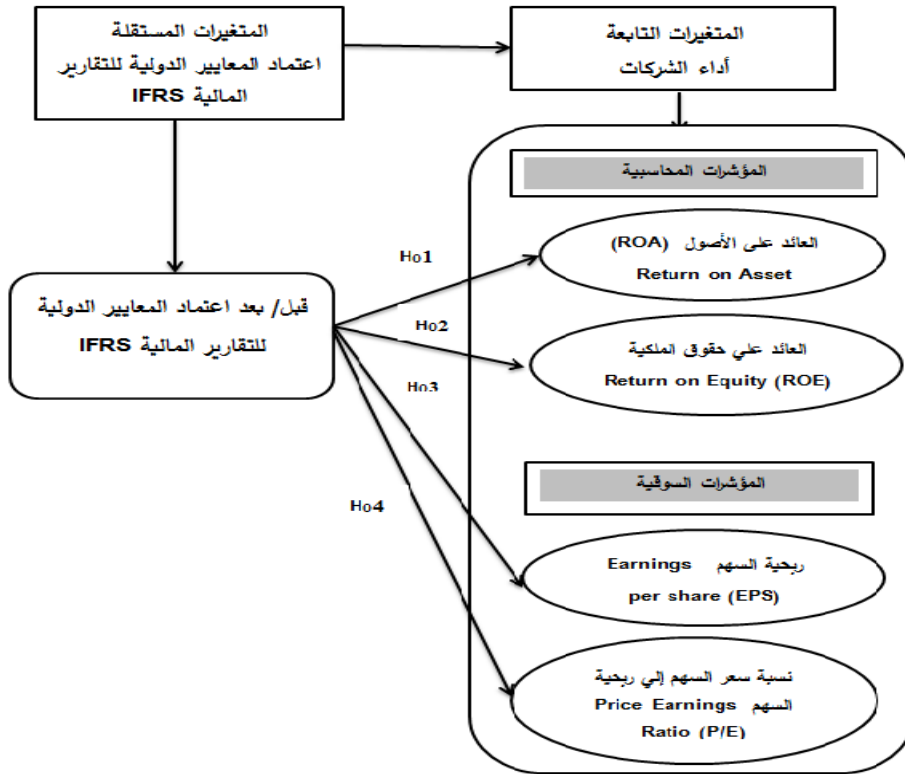 المتغيرات المستقلة
اعتماد المعايير الدولية للتقارير
المالية IFRS
المتغيرات التابعة
أداء الشركات
المؤشرات المحاسبية
العائد على الأصول (ROA)
Return on Asset
Ho1
قبل/ بعد اعتماد المعايير الدولية
للتقارير المالية IFRS
Ho2
العائد علي حقوق الملكية
Return on Equity (ROE)
Ho3
المؤشرات السوقية
Ho4
ربحية السهم Earnings
per share (EPS)
نسبة سعر السهم إلي ربحية
السهم Price Earnings
Ratio (P/E)